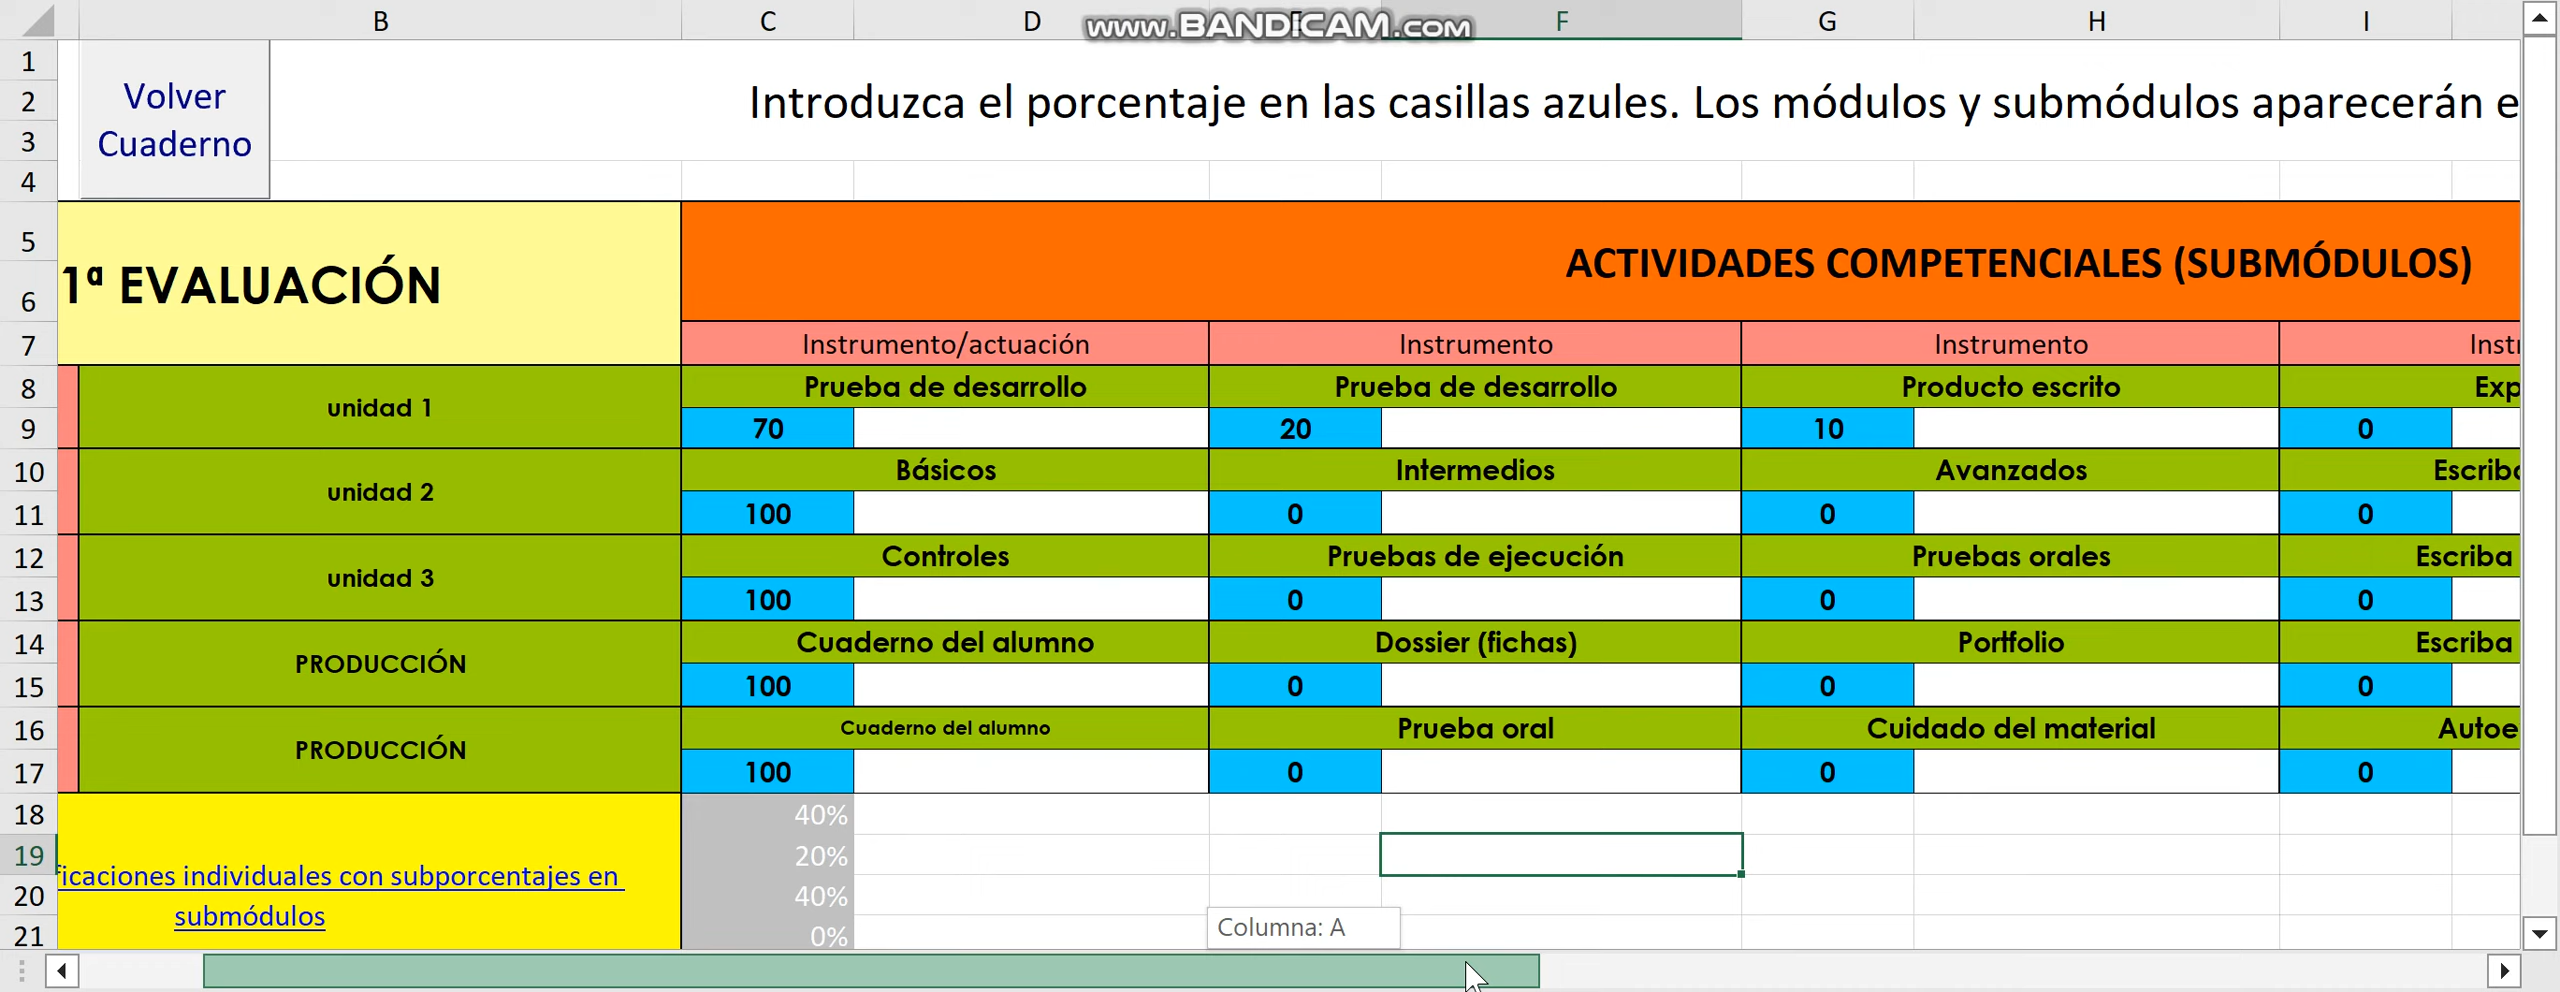 B C D E F G H I
www.BANDICAM.com
1
2
3
4
5
6
7
8
9
10
11
12
13
14
15
16
17
18
19
20
21
Volver
Cuaderno
Introduzca el porcentaje en las casillas azules. Los módulos y submódulos aparecerán e
1ª EVALUACIÓN
ACTIVIDADES COMPETENCIALES (SUBMÓDULOS)
Instrumento/actuación Instrumento Instrumento Instr
unidad 1
Prueba de desarrollo Prueba de desarrollo Producto escrito Exp
70 20 10 0
unidad 2
Básicos Intermedios Avanzados Escrib
100 0 0 0
unidad 3
Controles Pruebas de ejecución Pruebas orales Escriba
100 0 0 0
PRODUCCIÓN
Cuaderno del alumno Dossier (fichas) Portfolio Escriba
100 0 0 0
PRODUCCIÓN
Cuaderno del alumno Prueba oral Cuidado del material Autoe
100 0 0 0
40%
20%
40%
0%
ficaciones individuales con subporcentajes en
submódulos
Columna: A